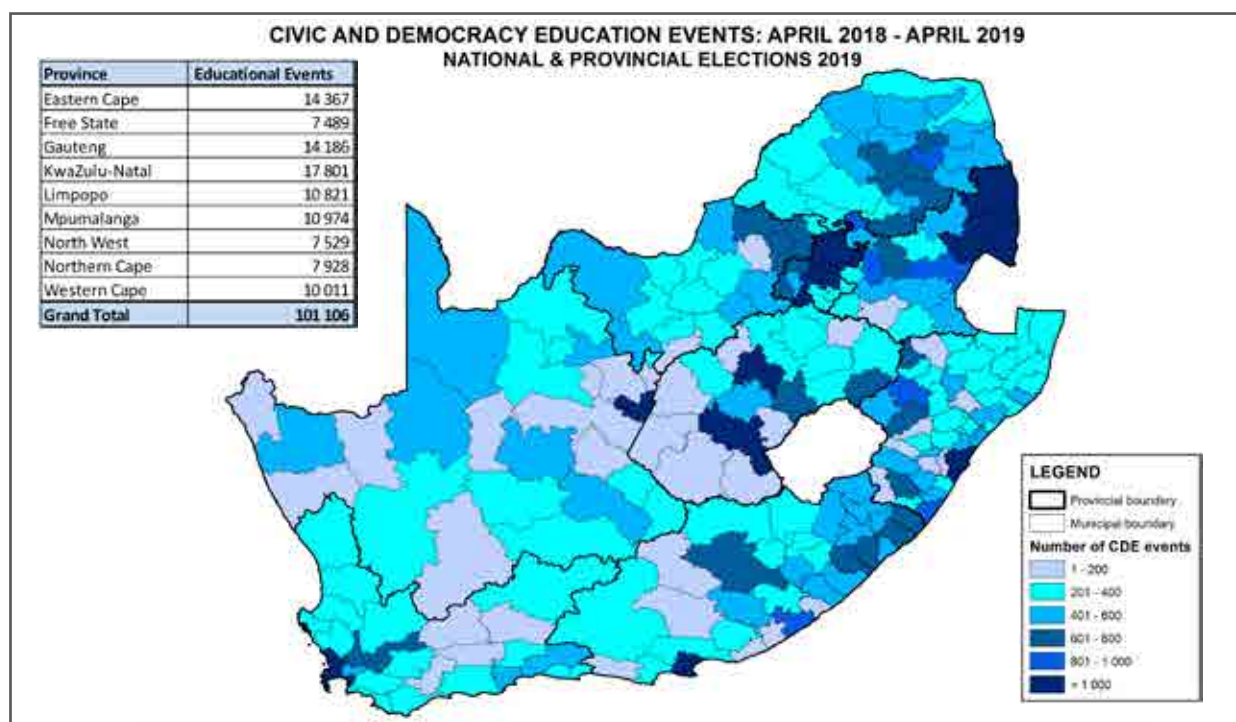 CIVIC AND DEMOCRACY EDUCATION EVENTS: APRIL 2018 - APRIL 2019
NATIONAL & PROVINCIAL ELECTIONS 2019
Province Educational Events
Eastern Cape 14 367
Free State 7 489
Gauteng 14 186
KwaZulu-Natal 17 801
Limpopo 10 821
Mpumalanga 10 974
North West 7 529
Northern Cape 7 928
Western Cape 10 011
Grand Total 101 106
LEGEND
Provincial boundary
Municipal boundary
Number of CDE events
1 - 200
201 - 400
401 - 600
601 - 800
801 - 1 000
> 1 000